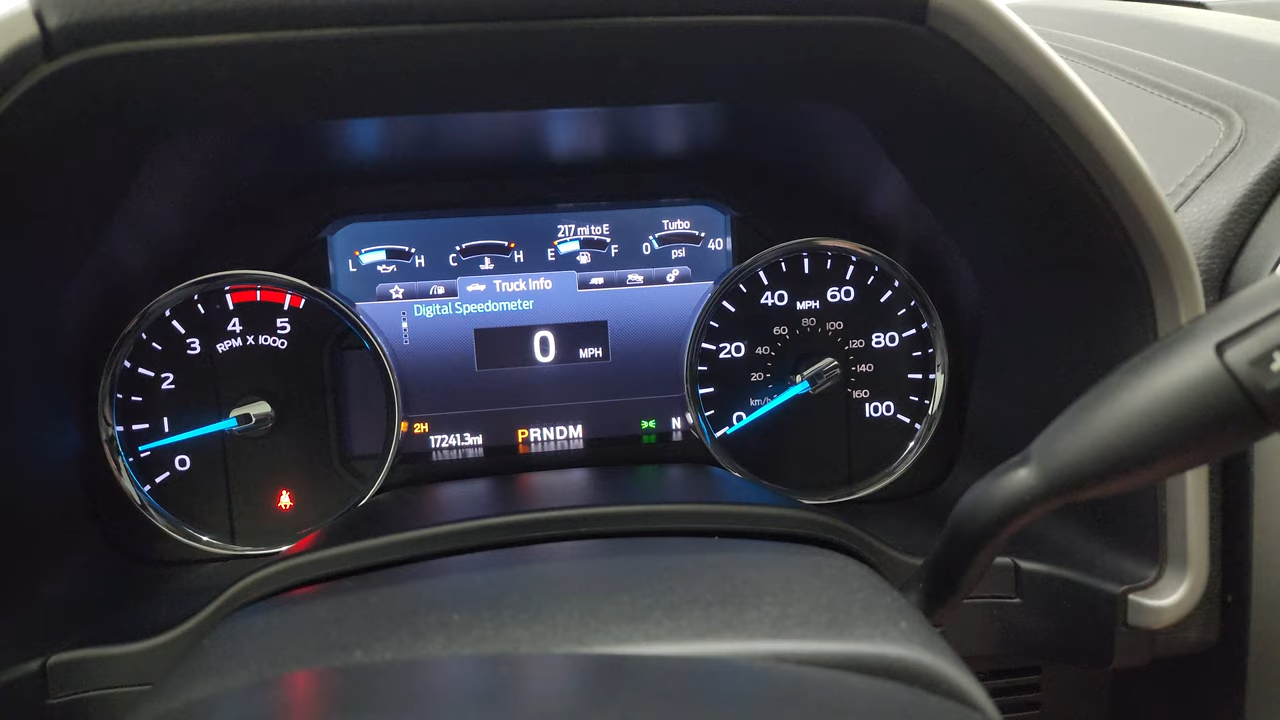 217 mi to E
Turbo
L H
C H
E F
0 40
psi
Truck Info
Digital Speedometer
0 MPH
2H
17241.3mi
PRNDM
N
0 1 2 3 4 5
RPM X 1000
0 20 40 60 80 100
MPH
20 40 60 80 100 120 140 160
km/h